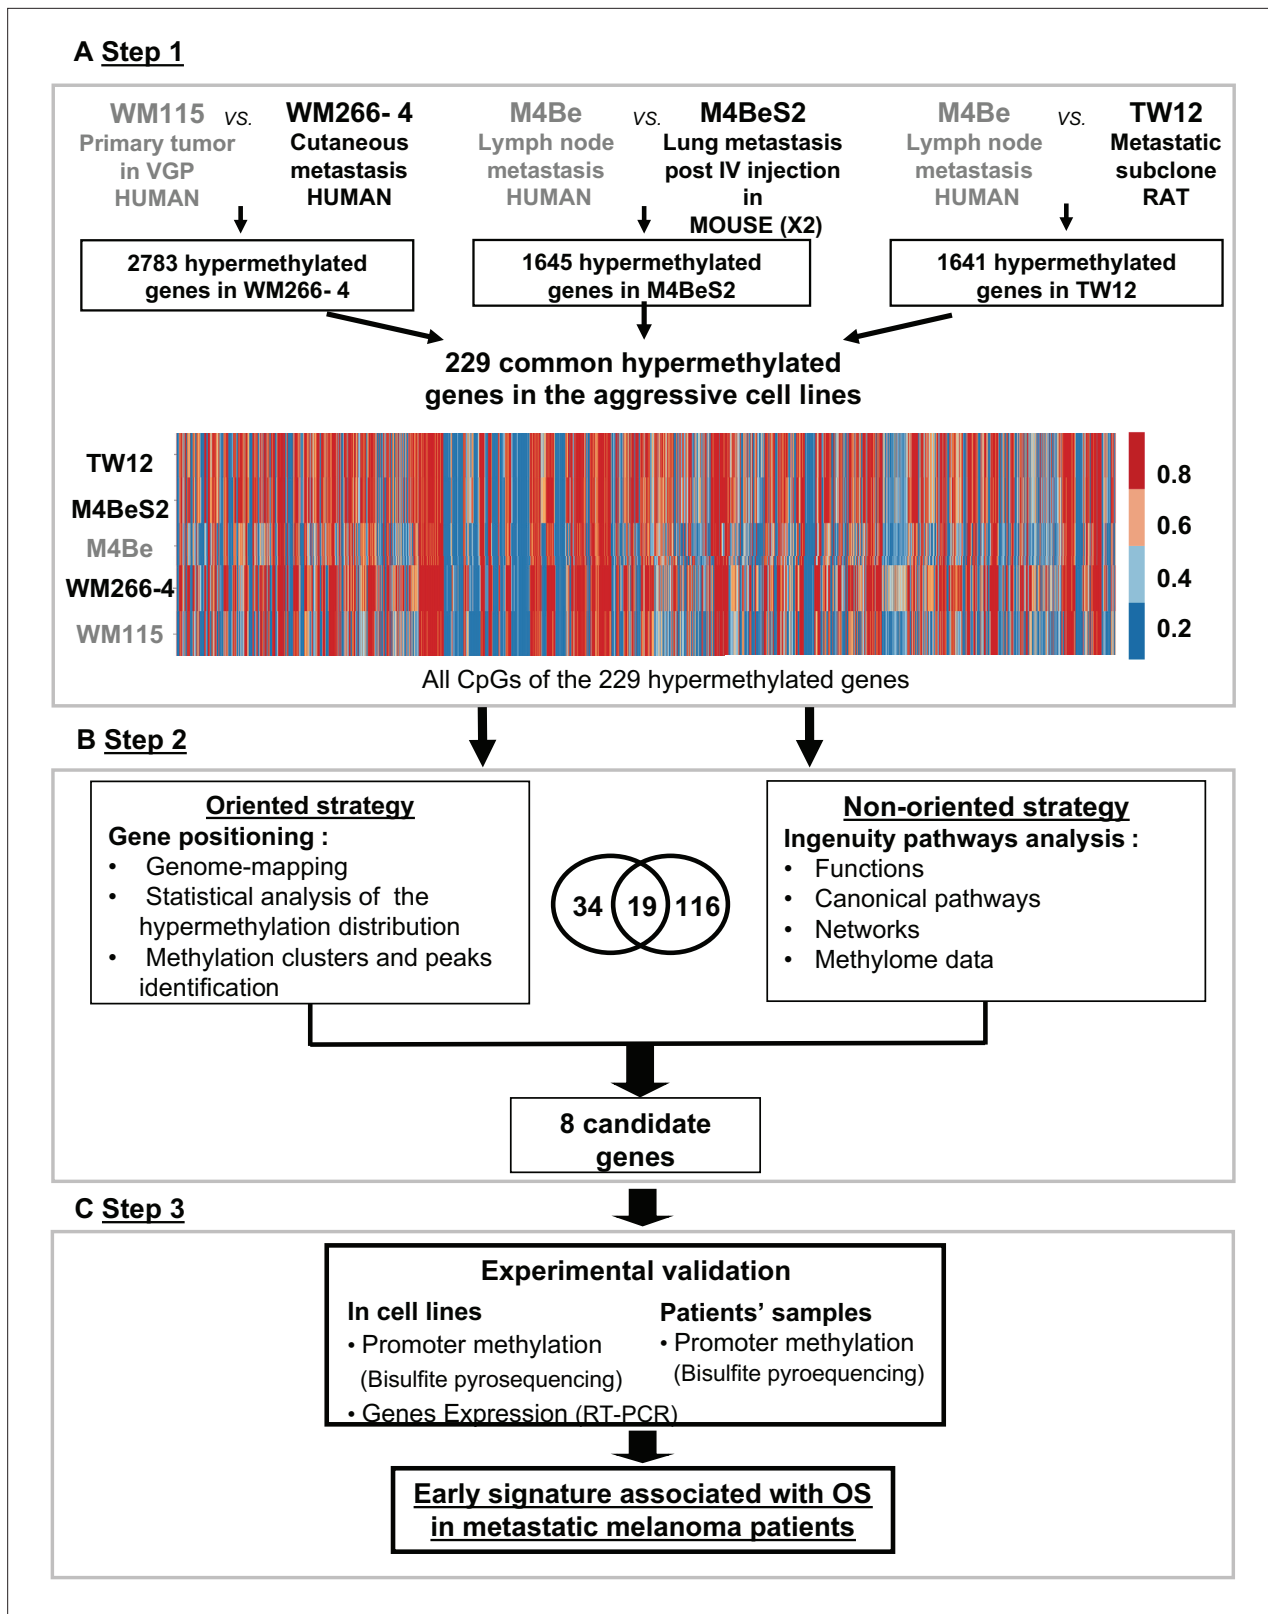 A Step 1
WM115 vs. WM266- 4
Primary tumor
in VGP
HUMAN
Cutaneous
metastasis
HUMAN
M4Be vs. M4BeS2
Lymph node
metastasis
HUMAN
Lung metastasis
post IV injection
in
MOUSE (X2)
M4Be vs. TW12
Lymph node
metastasis
HUMAN
Metastatic
subclone
RAT
2783 hypermethylated
genes in WM266- 4
1645 hypermethylated
genes in M4BeS2
1641 hypermethylated
genes in TW12
229 common hypermethylated
genes in the aggressive cell lines
TW12
M4BeS2
M4Be
WM266-4
WM115
0.8
0.6
0.4
0.2
All CpGs of the 229 hypermethylated genes
B Step 2
Oriented strategy
Gene positioning :
• Genome-mapping
• Statistical analysis of the
hypermethylation distribution
• Methylation clusters and peaks
identification
34 19 116
Non-oriented strategy
Ingenuity pathways analysis :
• Functions
• Canonical pathways
• Networks
• Methylome data
8 candidate
genes
C Step 3
Experimental validation
In cell lines
• Promoter methylation
(Bisulfite pyrosequencing)
• Genes Expression (RT-PCR)
Patients’ samples
• Promoter methylation
(Bisulfite pyroequencing)
Early signature associated with OS
in metastatic melanoma patients